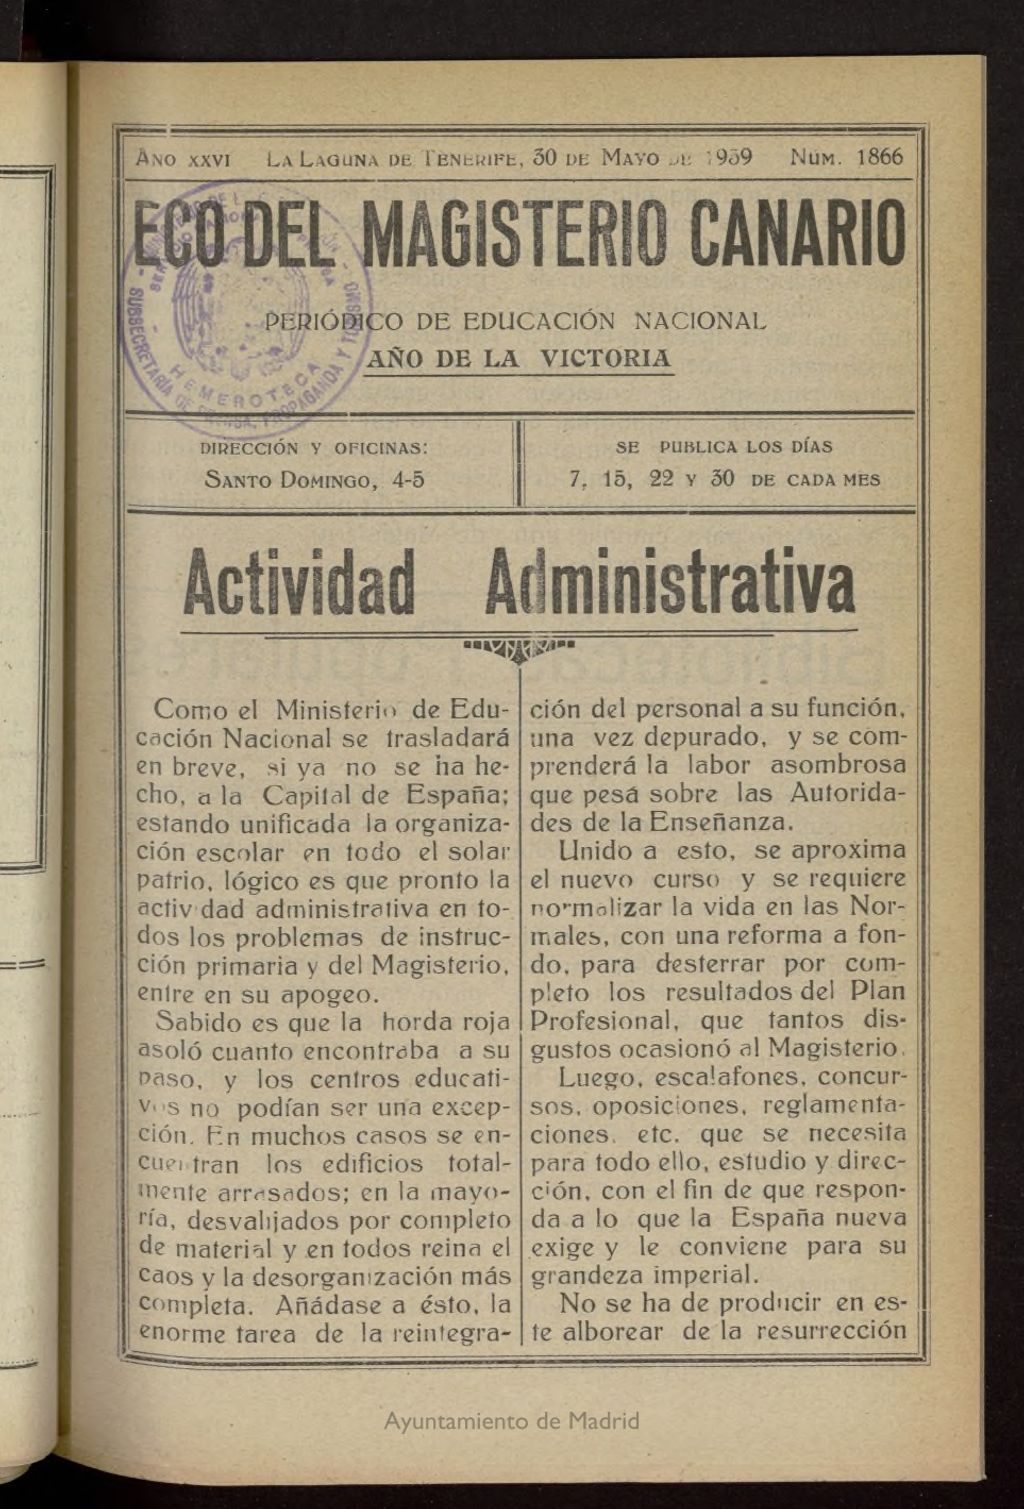 Año XXVI La Laguna de Tenerife, 30 de Mayo de 1939 Núm. 1866
ECO DEL MAGISTERIO CANARIO
PERIÓDICO DE EDUCACIÓN NACIONAL
AÑO DE LA VICTORIA
HEMEROTECA
SUBSECRETARÍA DE PRENSA, PROPAGANDA Y TURISMO
DIRECCIÓN Y OFICINAS:
Santo Domingo, 4-5
SE PUBLICA LOS DÍAS
7, 15, 22 y 30 DE CADA MES
Actividad Administrativa
Como el Ministerio de Edu-
cación Nacional se trasladará
en breve, si ya no se ha he-
cho, a la Capital de España;
estando unificada la organiza-
ción escolar en todo el solar
patrio, lógico es que pronto la
actividad administrativa en to-
dos los problemas de instruc-
ción primaria y del Magisterio,
entre en su apogeo.
Sabido es que la horda roja
asoló cuanto encontraba a su
paso, y los centros educati-
vos no podían ser una excep-
ción. En muchos casos se en-
cuentran los edificios total-
mente arrasados; en la mayo-
ría, desvalijados por completo
de material y en todos reina el
caos y la desorganización más
completa. Añádase a ésto, la
enorme tarea de la reintegra-
ción del personal a su función,
una vez depurado, y se com-
prenderá la labor asombrosa
que pesá sobre las Autorida-
des de la Enseñanza.
Unido a esto, se aproxima
el nuevo curso y se requiere
normalizar la vida en las Nor-
males, con una reforma a fon-
do, para desterrar por com-
pleto los resultados del Plan
Profesional, que tantos dis-
gustos ocasionó al Magisterio.
Luego, escalafones, concur-
sos, oposiciones, reglamenta-
ciones, etc. que se necesita
para todo ello, estudio y direc-
ción, con el fin de que respon-
da a lo que la España nueva
exige y le conviene para su
grandeza imperial.
No se ha de producir en es-
te alborear de la resurrección
Ayuntamiento de Madrid